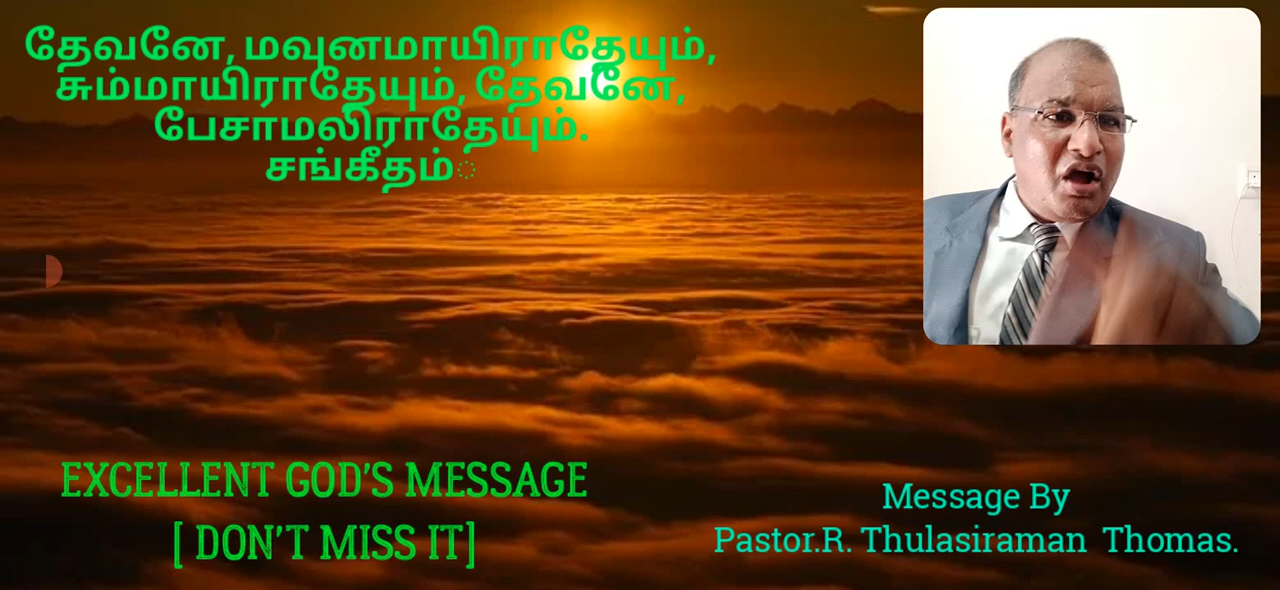 தேவனே, மவுனமாயிராதேயும்,
சும்மாயிராதேயும், தேவனே,
பேசாமலிராதேயும்.
சங்கீதம்
EXCELLENT GOD'S MESSAGE
[ DON'T MISS IT]
Message By
Pastor.R. Thulasiraman Thomas.